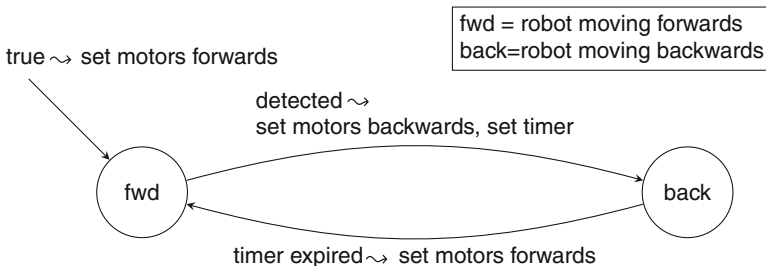 fwd = robot moving forwards
back=robot moving backwards
true ⤳ set motors forwards
detected ⤳
set motors backwards, set timer
fwd
back
timer expired ⤳ set motors forwards